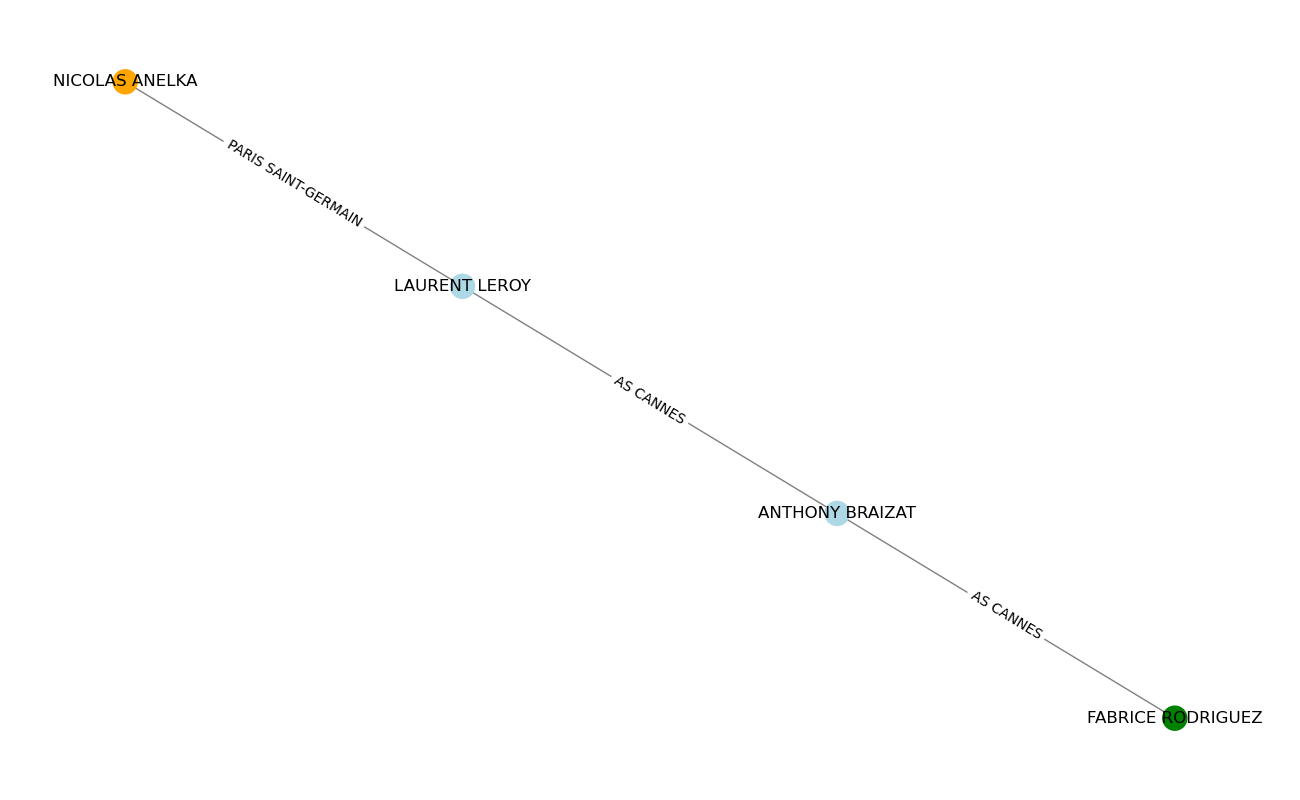 NICOLAS ANELKA
PARIS SAINT-GERMAIN
LAURENT LEROY
AS CANNES
ANTHONY BRAIZAT
AS CANNES
FABRICE RODRIGUEZ